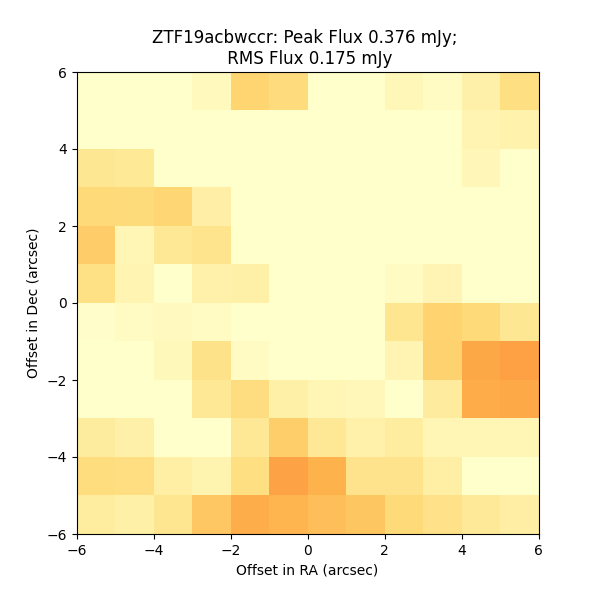 ZTF19acbwccr: Peak Flux 0.376 mJy;
RMS Flux 0.175 mJy
6
4
2
0
−2
−4
−6
Offset in Dec (arcsec)
−6 −4 −2 0 2 4 6
Offset in RA (arcsec)